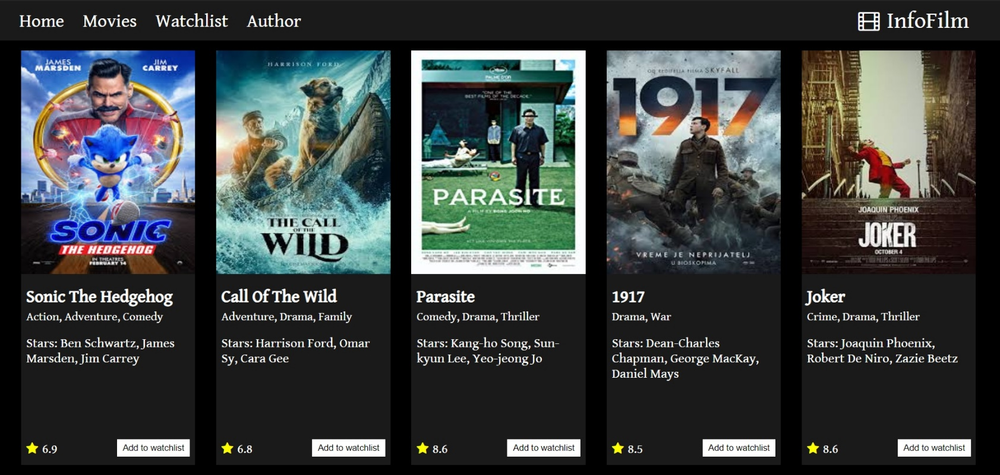 Home Movies Watchlist Author InfoFilm
JAMES MARSDEN
JIM CARREY
SONIC
THE HEDGEHOG
IN THEATRES
FEBRUARY 14
HARRISON FORD
THE CALL
OF THE
WILD
PALME D'OR
"ONE OF THE
BEST FILMS OF THE DECADE."
PARASITE
A FILM BY BONG JOON HO
ACT LIKE YOU OWN THE PLACE
OD REDITELJA FILMA SKYFALL
1917
VREME JE NEPRIJATELJ
U BIOSKOPIMA
JOAQUIN PHOENIX
JOKER
OCTOBER 4
Sonic The Hedgehog
Action, Adventure, Comedy
Stars: Ben Schwartz, James
Marsden, Jim Carrey
6.9 Add to watchlist
Call Of The Wild
Adventure, Drama, Family
Stars: Harrison Ford, Omar
Sy, Cara Gee
6.8 Add to watchlist
Parasite
Comedy, Drama, Thriller
Stars: Kang-ho Song, Sun-
kyun Lee, Yeo-jeong Jo
8.6 Add to watchlist
1917
Drama, War
Stars: Dean-Charles
Chapman, George MacKay,
Daniel Mays
8.5 Add to watchlist
Joker
Crime, Drama, Thriller
Stars: Joaquin Phoenix,
Robert De Niro, Zazie Beetz
8.6 Add to watchlist